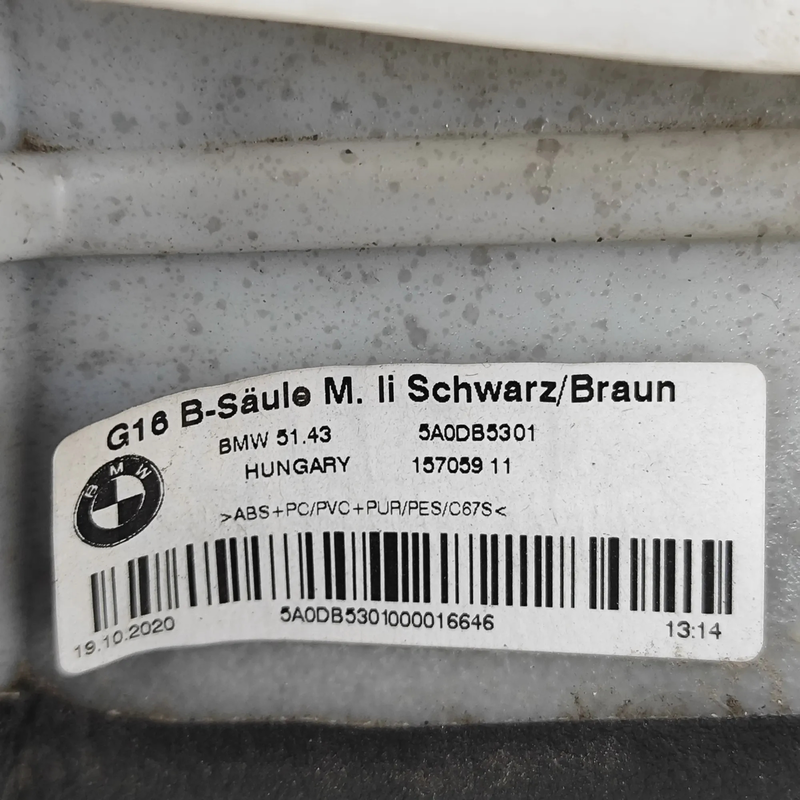 G16 B-Säule M. li Schwarz/Braun
BMW 51.43 5A0DB5301
HUNGARY 157059 11
BMW
>ABS+PC/PVC+PUR/PES/C67S<
5A0DB5301000016646
19.10.2020 13:14